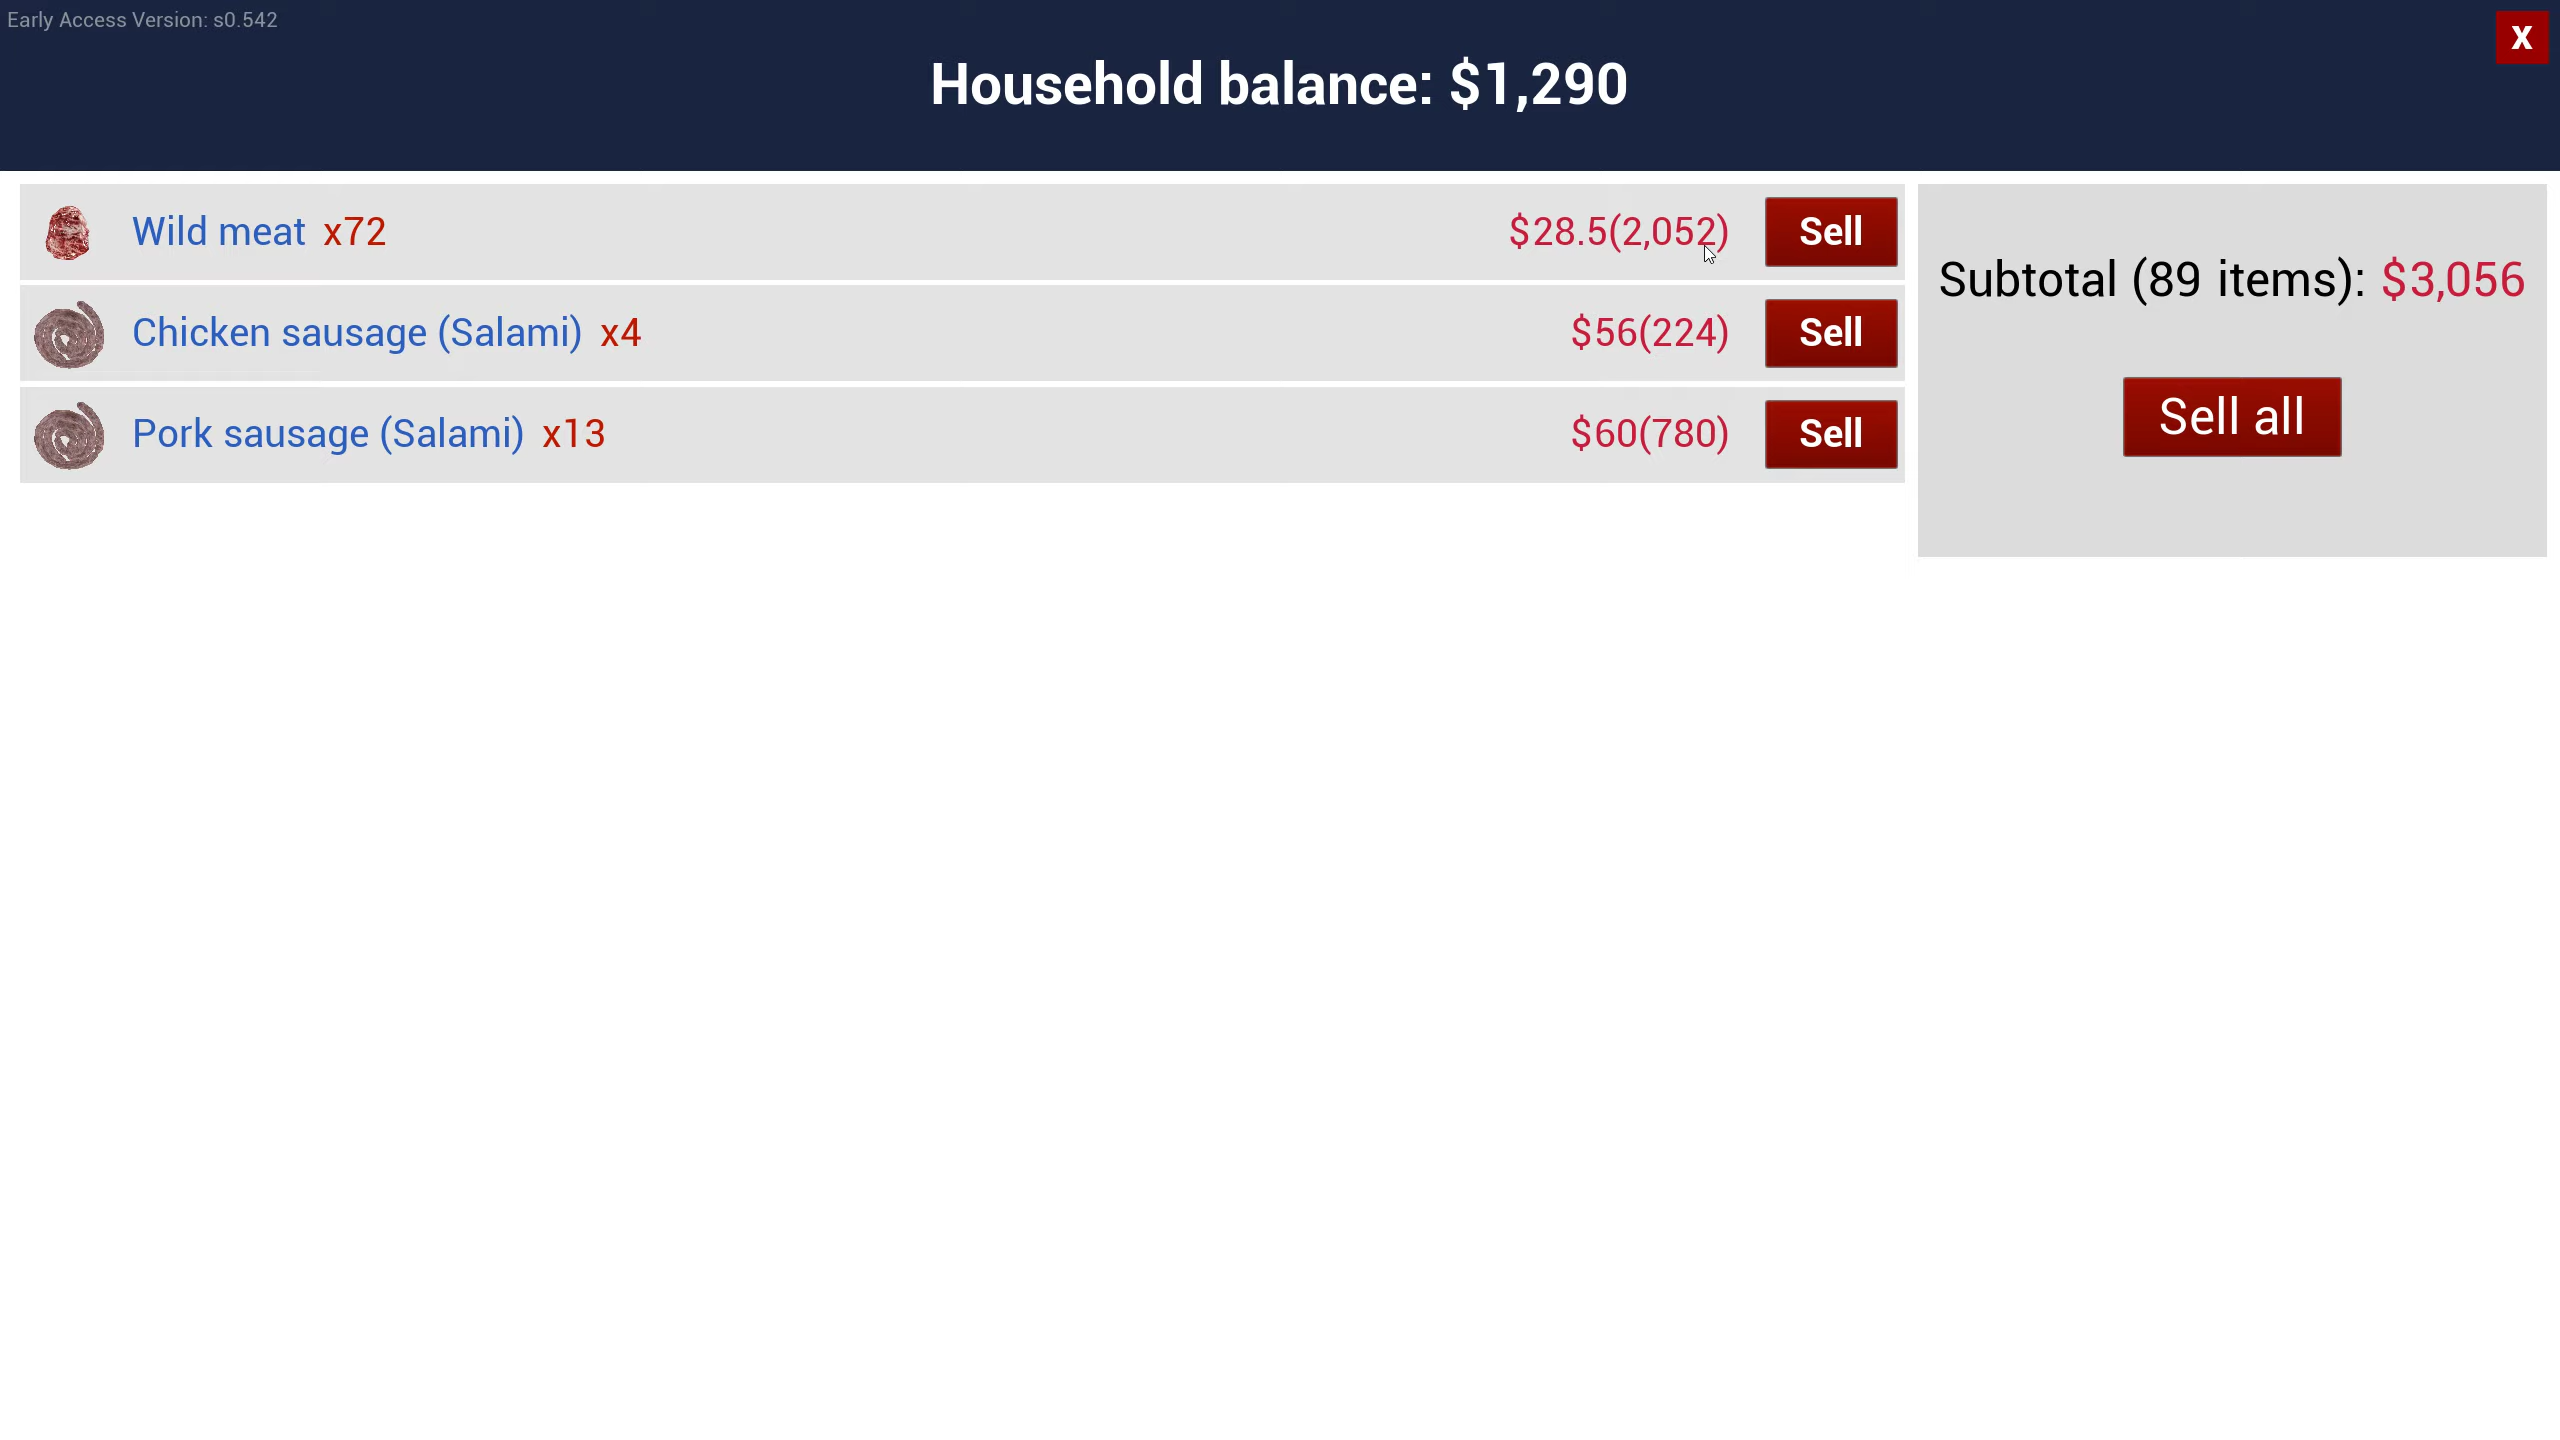 Early Access Version: s0.542
X
Household balance: $1,290
Wild meat x72 $28.5(2,052) Sell
Chicken sausage (Salami) x4 $56(224) Sell
Pork sausage (Salami) x13 $60(780) Sell
Subtotal (89 items): $3,056
Sell all